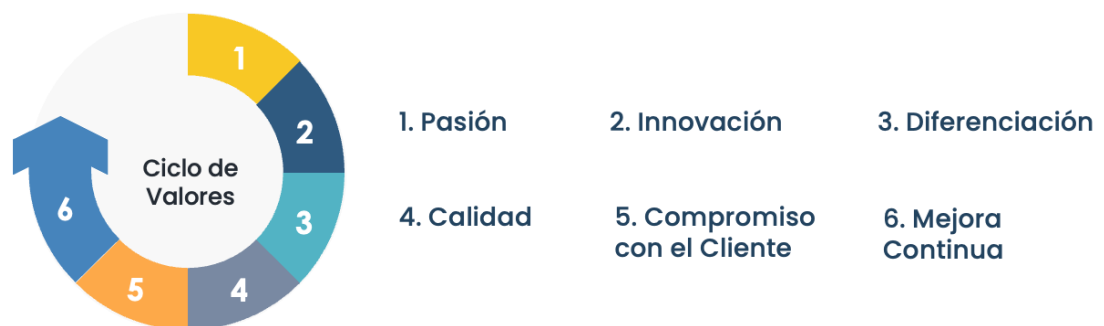 1
2
3
4
5
6
Ciclo de
Valores
1. Pasión
2. Innovación
3. Diferenciación
4. Calidad
5. Compromiso
con el Cliente
6. Mejora
Continua